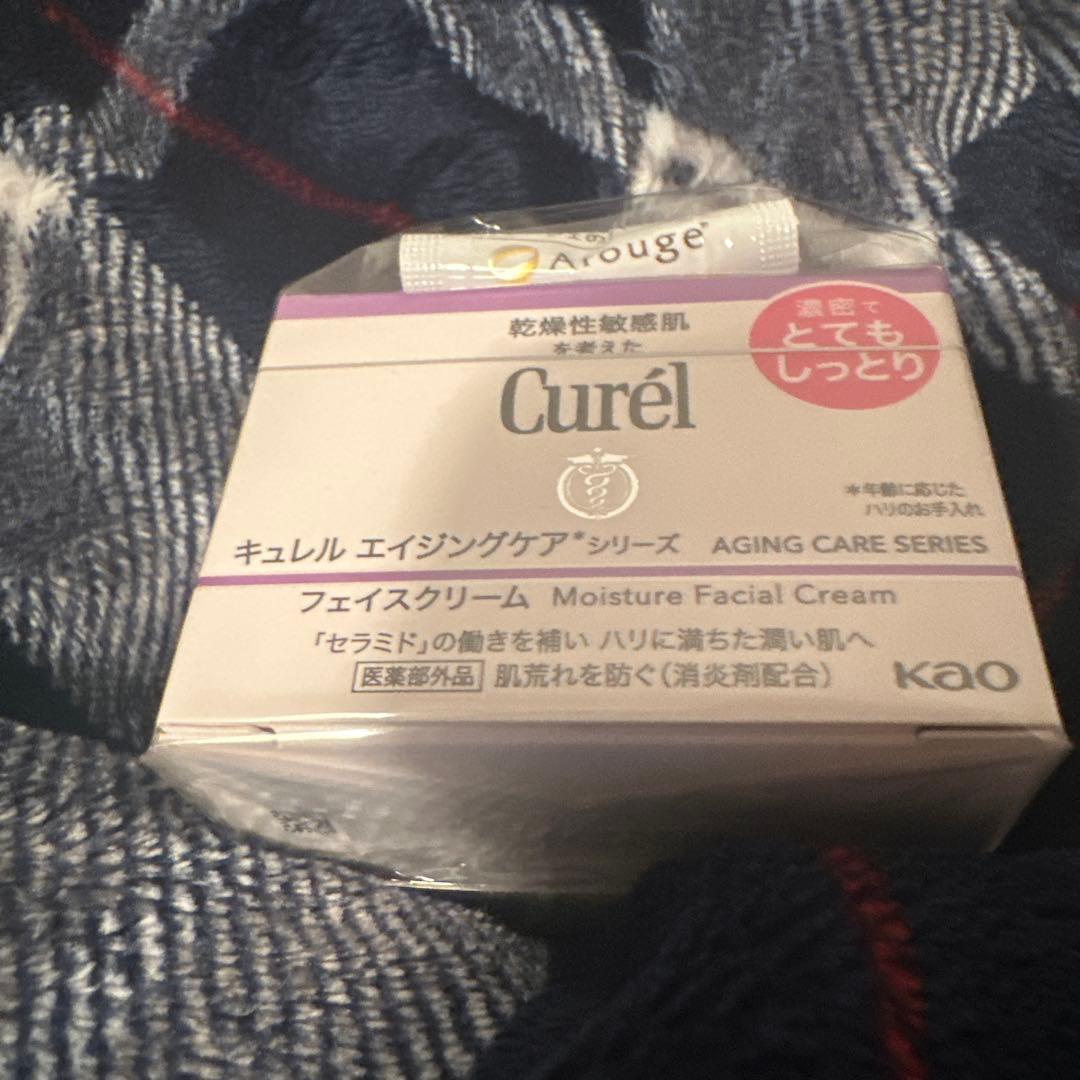 Arouge
乾燥性敏感肌
を考えた
濃密で
とても
しっとり
Curél
*年齢に応じた
ハリのお手入れ
キュレル エイジングケア*シリーズ AGING CARE SERIES
フェイスクリーム Moisture Facial Cream
「セラミド」の働きを補い ハリに満ちた潤い肌へ
医薬部外品 肌荒れを防ぐ(消炎剤配合)
Kao